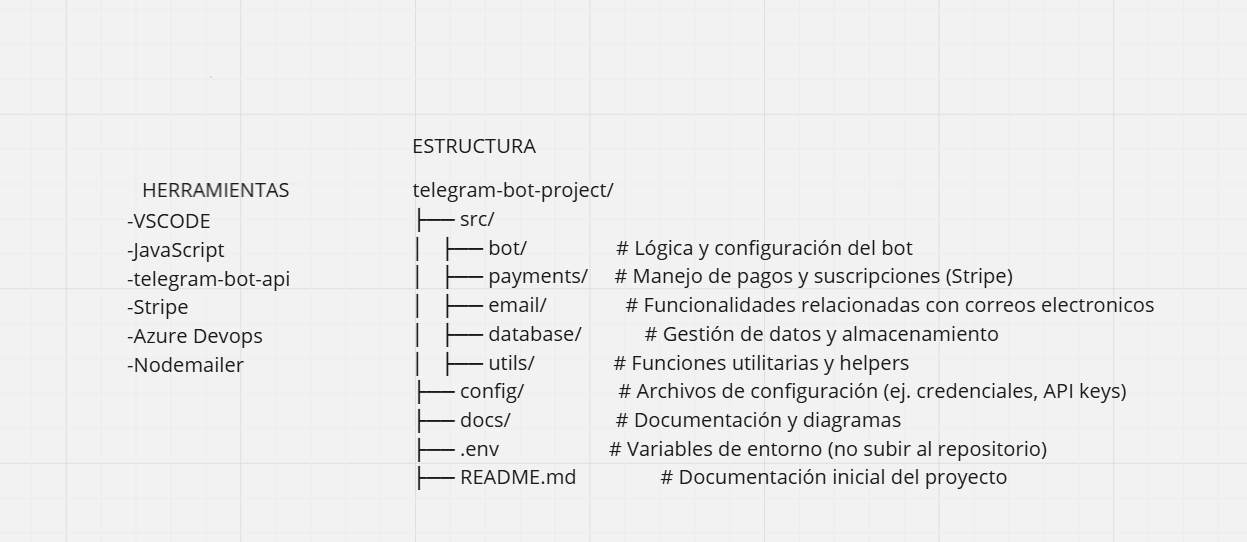 HERRAMIENTAS
-VSCODE
-JavaScript
-telegram-bot-api
-Stripe
-Azure Devops
-Nodemailer
ESTRUCTURA
telegram-bot-project/
├── src/
│   ├── bot/ # Lógica y configuración del bot
│   ├── payments/ # Manejo de pagos y suscripciones (Stripe)
│   ├── email/ # Funcionalidades relacionadas con correos electronicos
│   ├── database/ # Gestión de datos y almacenamiento
│   ├── utils/ # Funciones utilitarias y helpers
├── config/ # Archivos de configuración (ej. credenciales, API keys)
├── docs/ # Documentación y diagramas
├── .env # Variables de entorno (no subir al repositorio)
├── README.md # Documentación inicial del proyecto